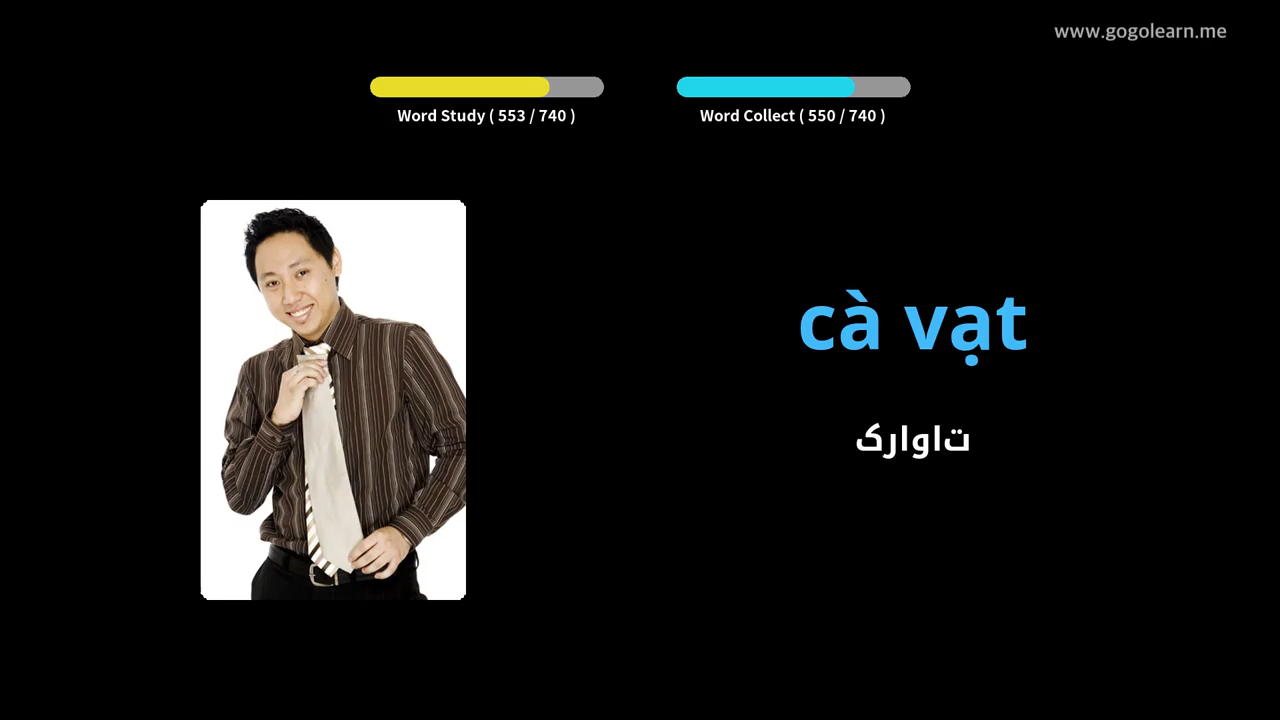 www.gogolearn.me
Word Study ( 553 / 740 )
Word Collect ( 550 / 740 )
cà vạt
تاوارک